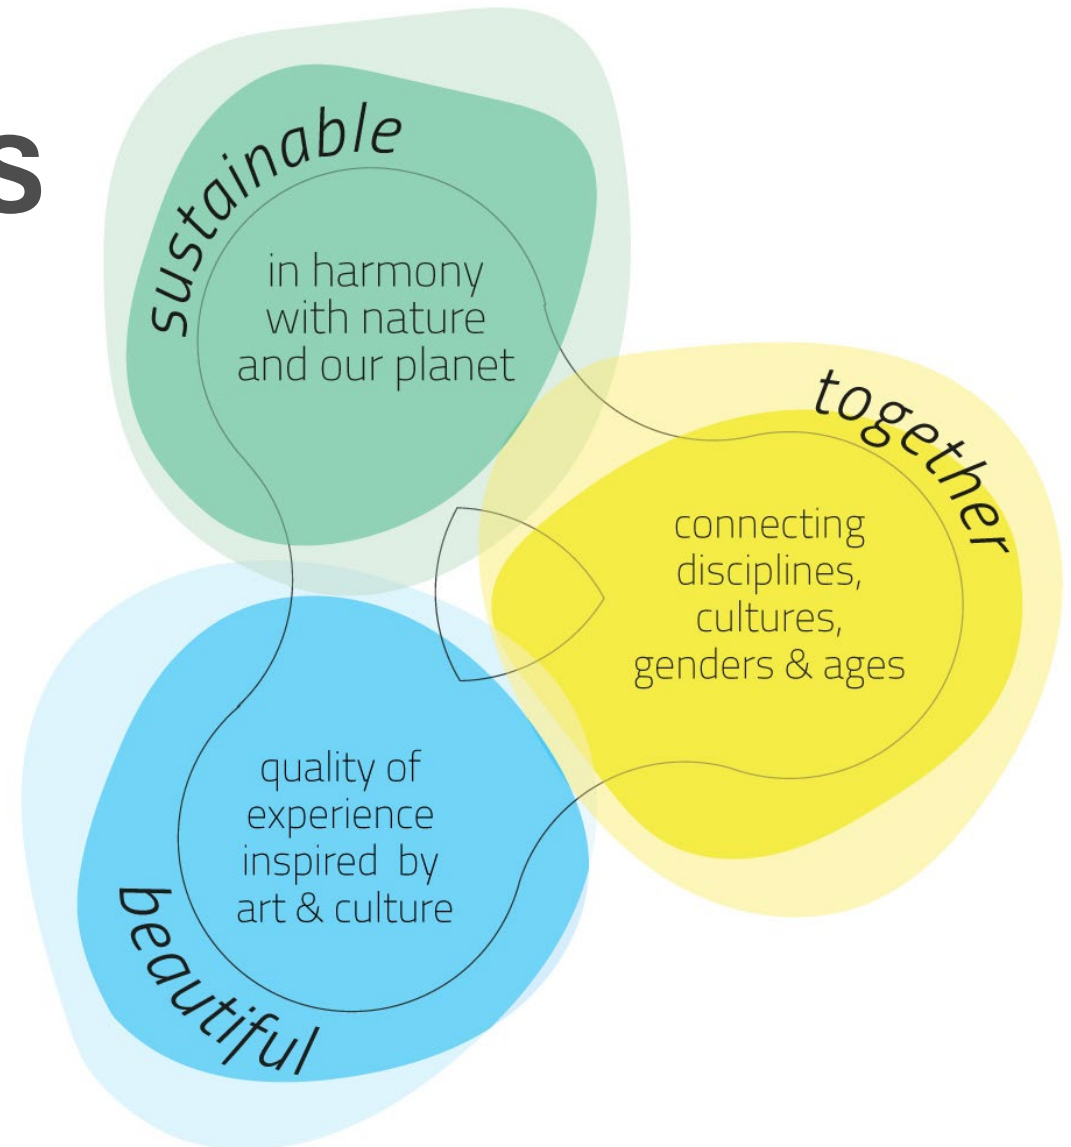 s
sustainable
in harmony
with nature
and our planet
together
connecting
disciplines,
cultures,
genders & ages
quality of
experience
inspired by
art & culture
beautiful